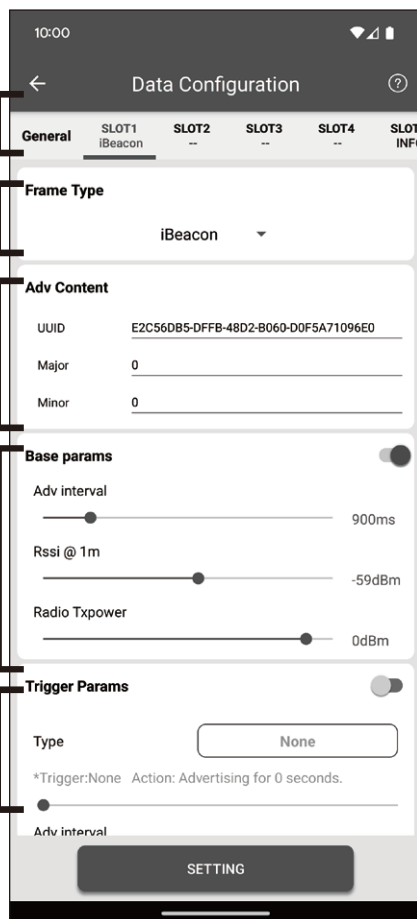 10:00
Data Configuration
General SLOT1 SLOT2 SLOT3 SLOT4 SLOT
iBeacon -- -- -- INF
Frame Type
iBeacon
Adv Content
UUID E2C56DB5-DFFB-48D2-B060-D0F5A71096E0
Major 0
Minor 0
Base params
Adv interval
900ms
Rssi @ 1m
-59dBm
Radio Txpower
0dBm
Trigger Params
Type None
*Trigger:None Action: Advertising for 0 seconds.
Adv interval
SETTING